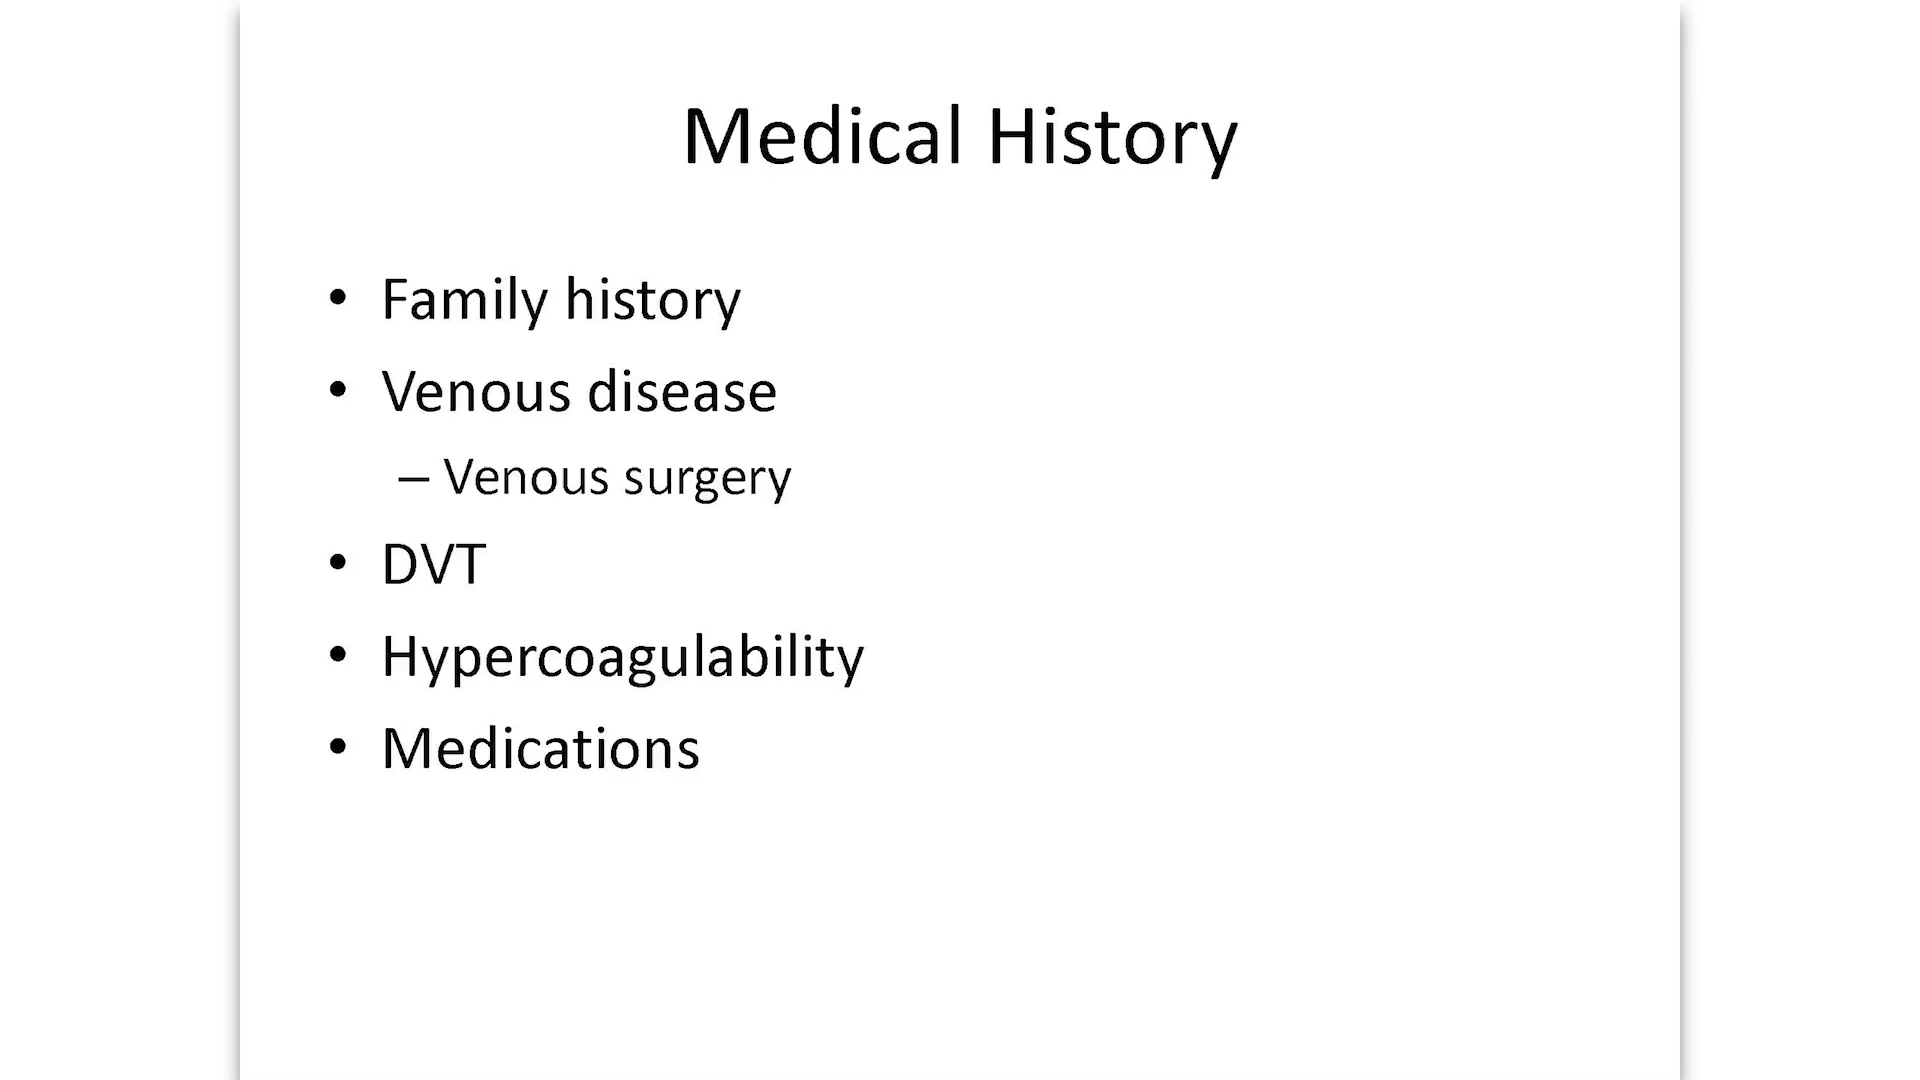 Medical History
• Family history
• Venous disease
– Venous surgery
• DVT
• Hypercoagulability
• Medications